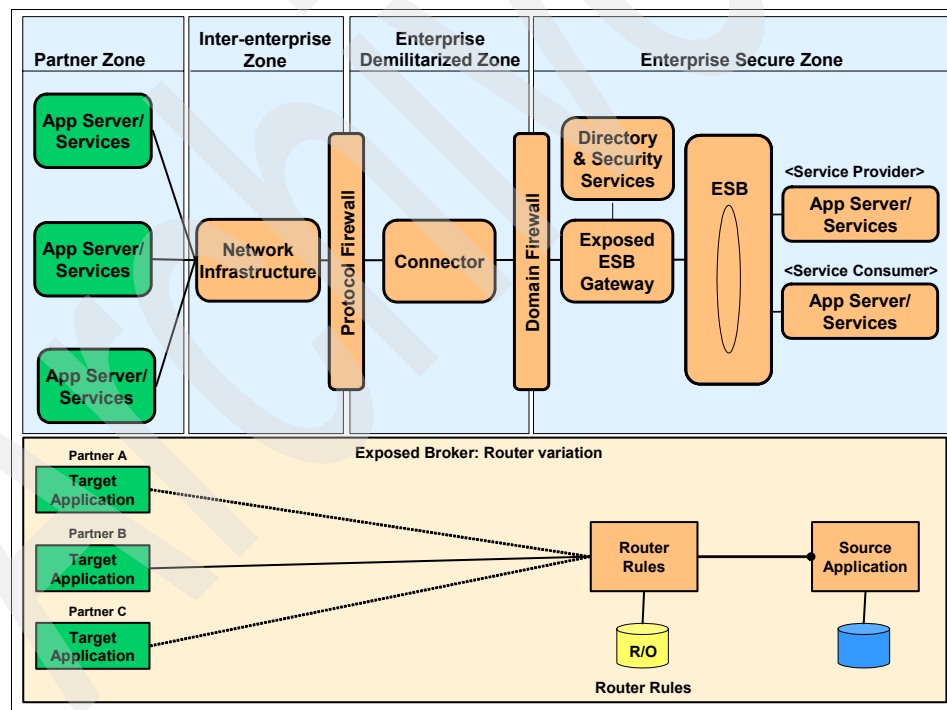 Partner Zone
Inter-enterprise
Zone
Enterprise
Demilitarized Zone
Enterprise Secure Zone
App Server/
Services
App Server/
Services
App Server/
Services
Network
Infrastructure
Protocol Firewall
Connector
Domain Firewall
Directory
& Security
Services
Exposed
ESB
Gateway
ESB
<Service Provider>
App Server/
Services
<Service Consumer>
App Server/
Services
Exposed Broker: Router variation
Partner A
Target
Application
Partner B
Target
Application
Partner C
Target
Application
Router
Rules
Source
Application
R/O
Router Rules